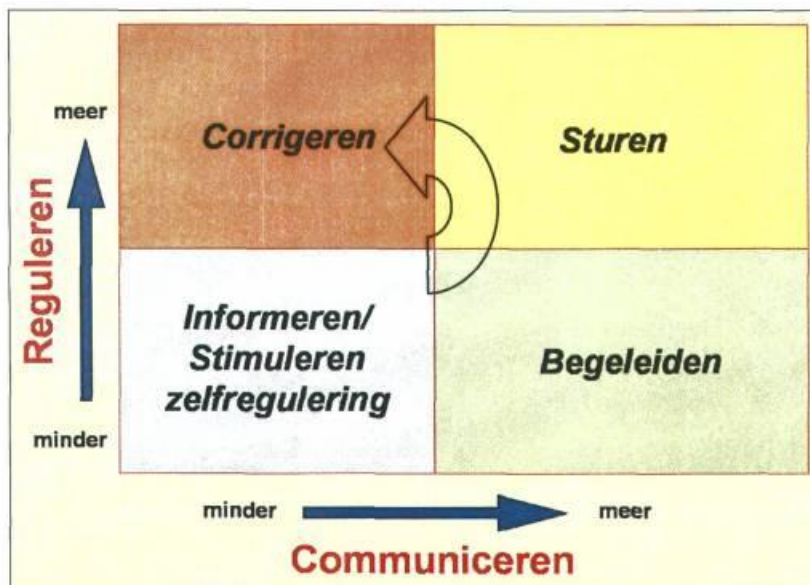 meer
Corrigeren
Sturen
Reguleren
Informeren/
Stimuleren
zelfregulering
Begeleiden
minder
minder
meer
Communiceren